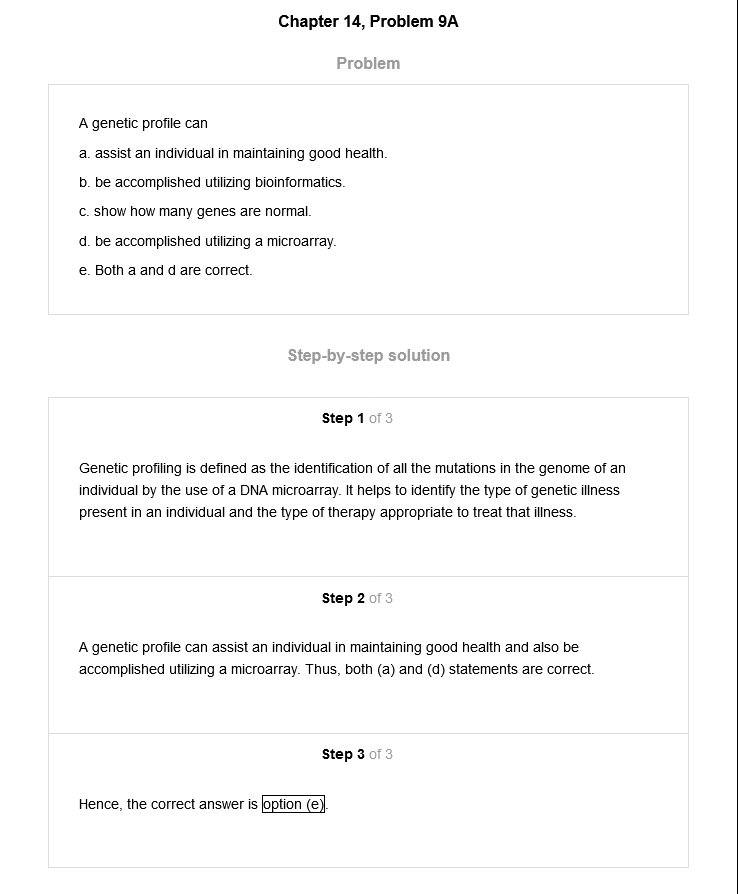 Chapter 14, Problem 9A
Problem
A genetic profile can
a. assist an individual in maintaining good health.
b. be accomplished utilizing bioinformatics.
c. show how many genes are normal.
d. be accomplished utilizing a microarray.
e. Both a and d are correct.
Step-by-step solution
Step 1 of 3
Genetic profiling is defined as the identification of all the mutations in the genome of an
individual by the use of a DNA microarray. It helps to identify the type of genetic illness
present in an individual and the type of therapy appropriate to treat that illness.
Step 2 of 3
A genetic profile can assist an individual in maintaining good health and also be
accomplished utilizing a microarray. Thus, both (a) and (d) statements are correct.
Step 3 of 3
Hence, the correct answer is option (e).